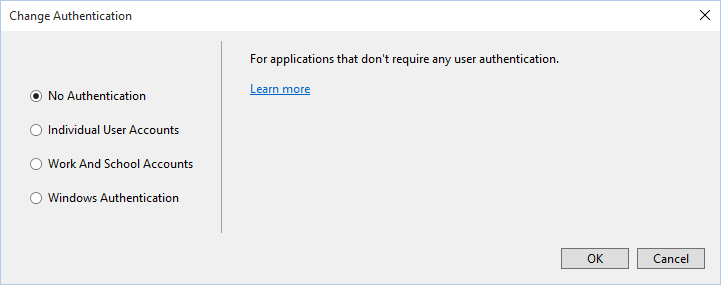 Change Authentication
No Authentication
Individual User Accounts
Work And School Accounts
Windows Authentication
For applications that don't require any user authentication.
Learn more
OK
Cancel